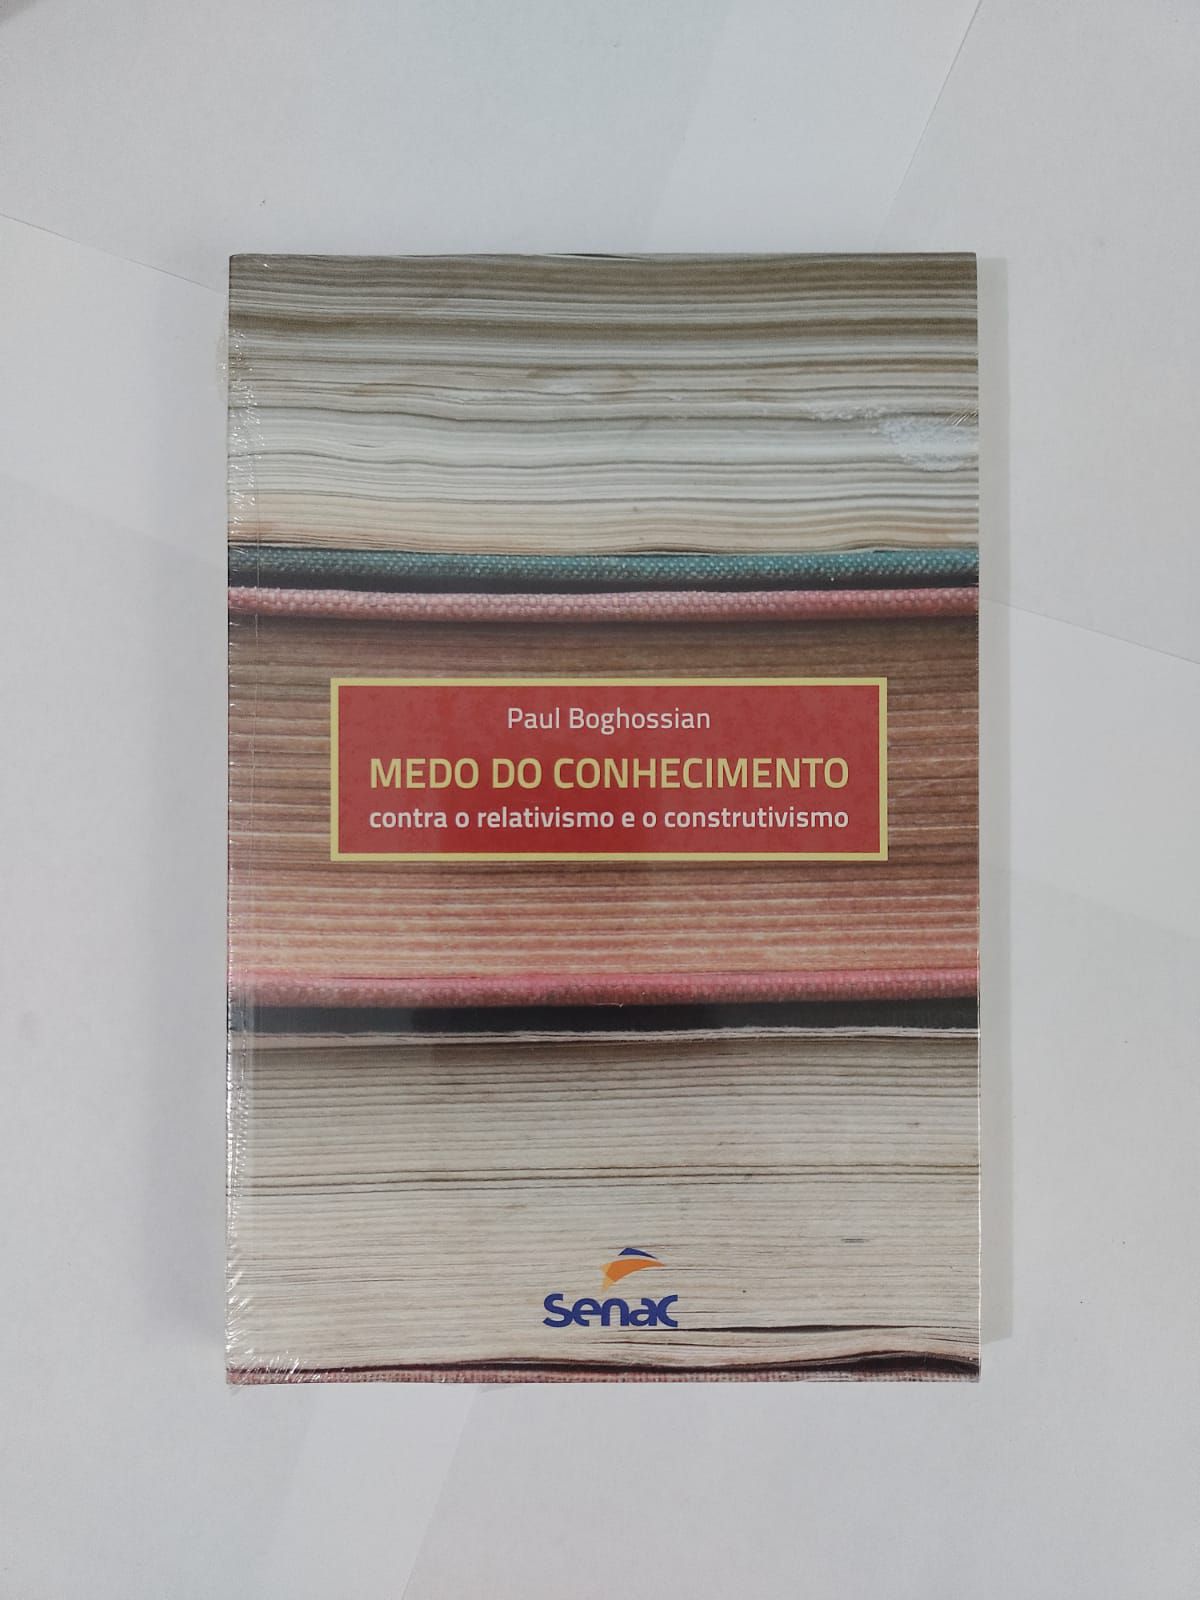 Paul Boghossian
MEDO DO CONHECIMENTO
contra o relativismo e o construtivismo
Senac